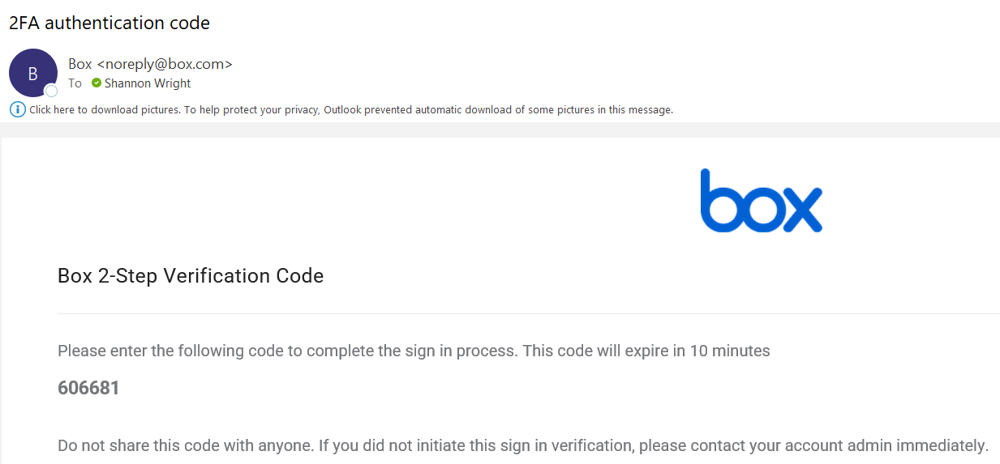 2FA authentication code
B
Box <noreply@box.com>
To Shannon Wright
Click here to download pictures. To help protect your privacy, Outlook prevented automatic download of some pictures in this message.
box
Box 2-Step Verification Code
Please enter the following code to complete the sign in process. This code will expire in 10 minutes
606681
Do not share this code with anyone. If you did not initiate this sign in verification, please contact your account admin immediately.